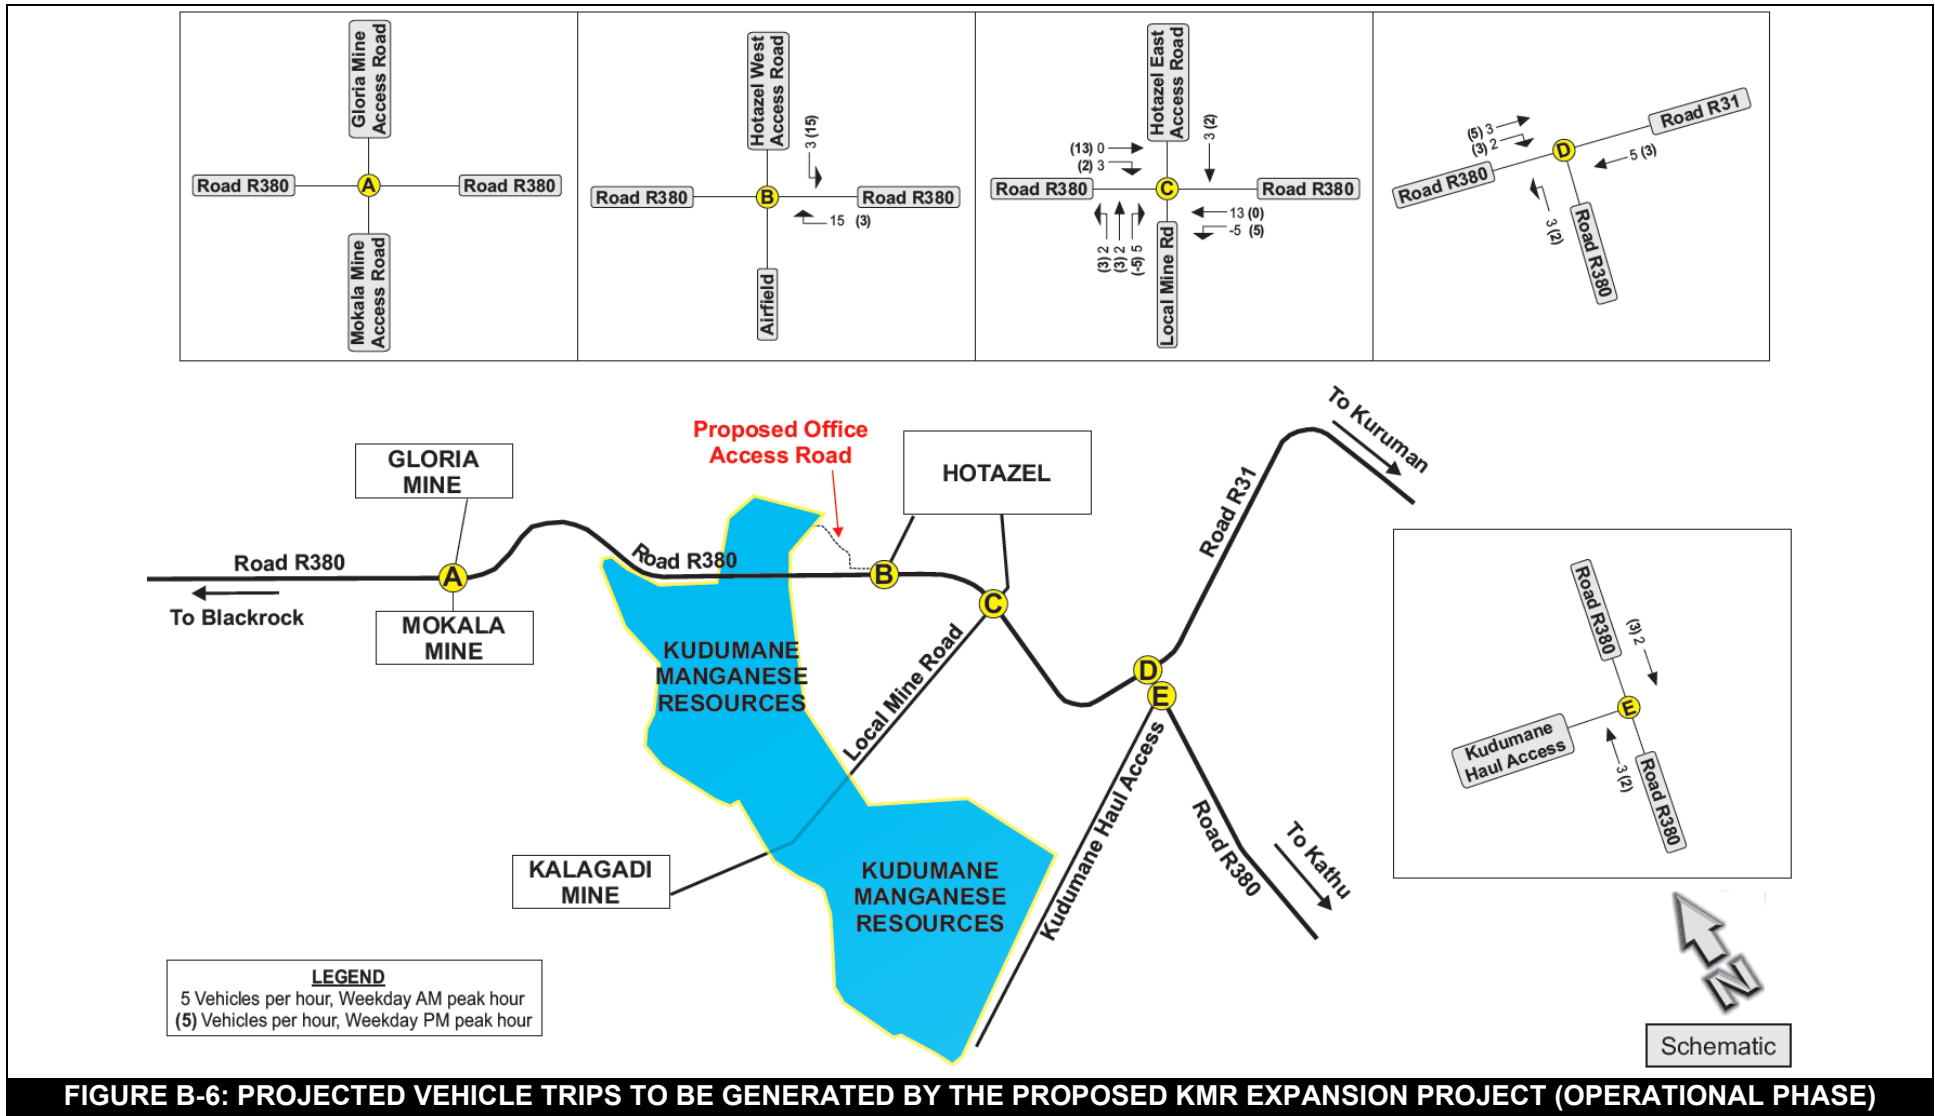 Gloria Mine
Access Road
Road R380
A
Road R380
Mokala Mine
Access Road
Hotazel West
Access Road
3 (15)
Road R380
B
Road R380
15 (3)
Airfield
Hotazel East
Access Road
3 (2)
(13) 0
(2) 3
Road R380
C
Road R380
13 (0)
-5 (5)
(3) 2
(3) 2
(-5) 5
Local Mine Rd
Road R31
(5) 3
(3) 2
D
5 (3)
Road R380
3 (2)
Road R380
To Kuruman
Proposed Office
Access Road
GLORIA
MINE
HOTAZEL
Road R31
Road R380
Road R380
A
B
To Blackrock
C
MOKALA
MINE
KUDUMANE
MANGANESE
RESOURCES
Local Mine Road
D
E
Road R380
(3) 2
E
Kudumane
Haul Access
3 (2)
Road R380
Kudumane Haul Access
Road R380
To Kathu
KALAGADI
MINE
KUDUMANE
MANGANESE
RESOURCES
N
LEGEND
5 Vehicles per hour, Weekday AM peak hour
(5) Vehicles per hour, Weekday PM peak hour
Schematic
FIGURE B-6: PROJECTED VEHICLE TRIPS TO BE GENERATED BY THE PROPOSED KMR EXPANSION PROJECT (OPERATIONAL PHASE)